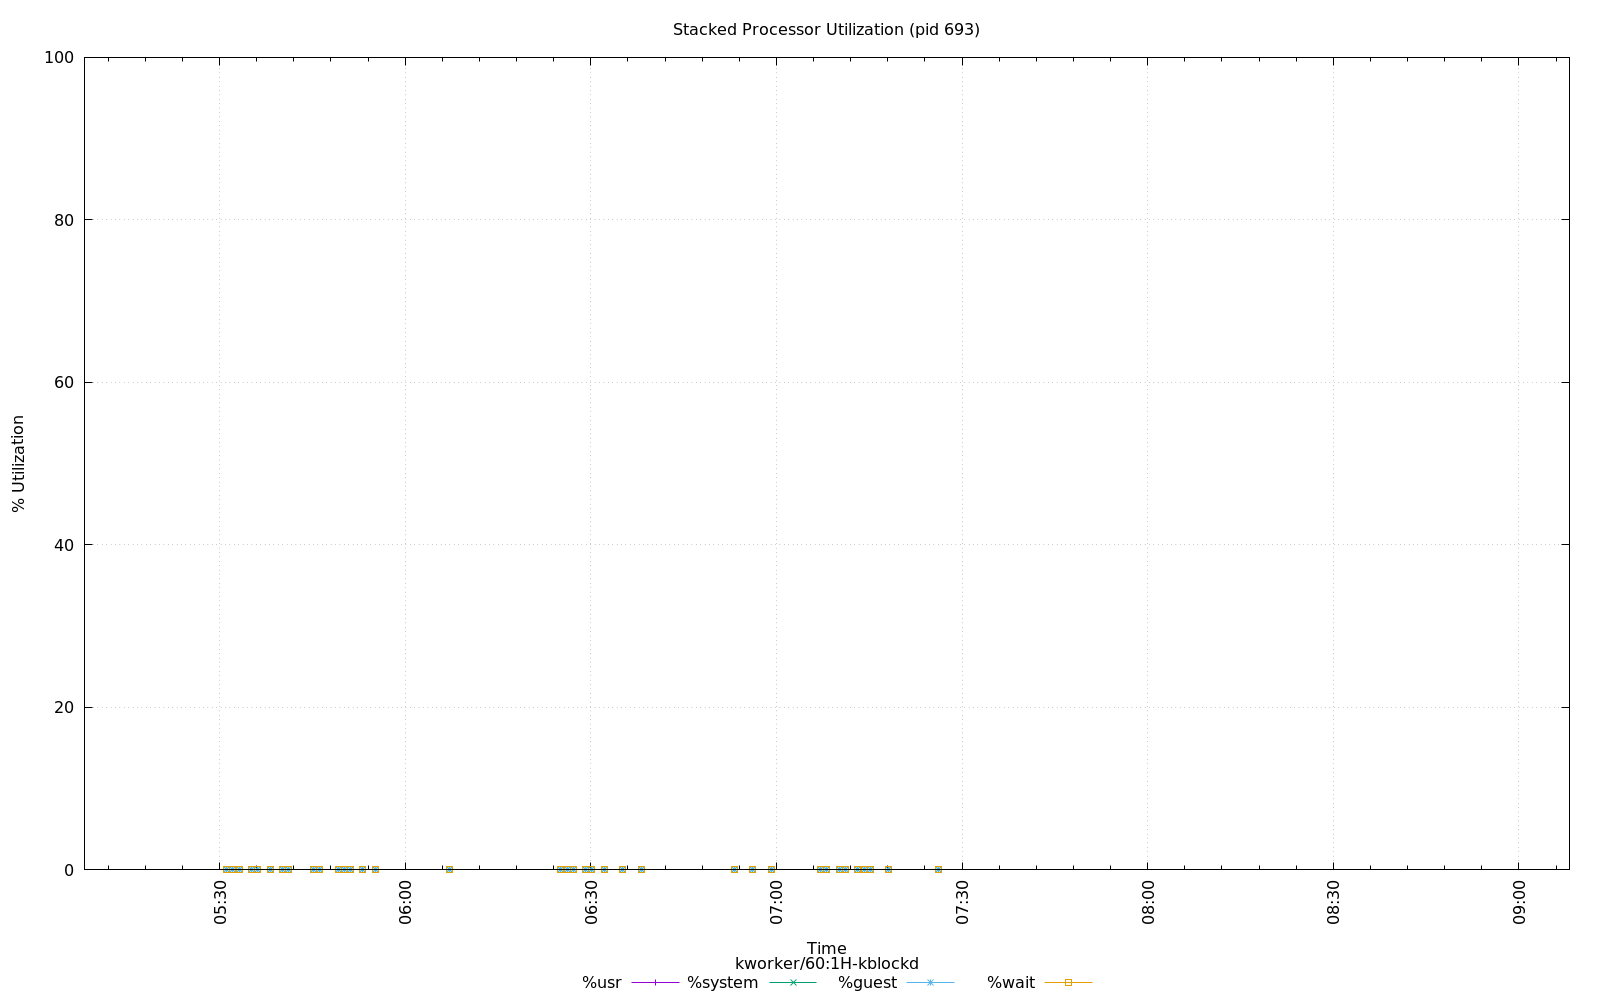 Stacked Processor Utilization (pid 693)
100
80
60
40
20
0
% Utilization
05:30
06:00
06:30
07:00
07:30
08:00
08:30
09:00
Time
kworker/60:1H-kblockd
%usr %system %guest %wait